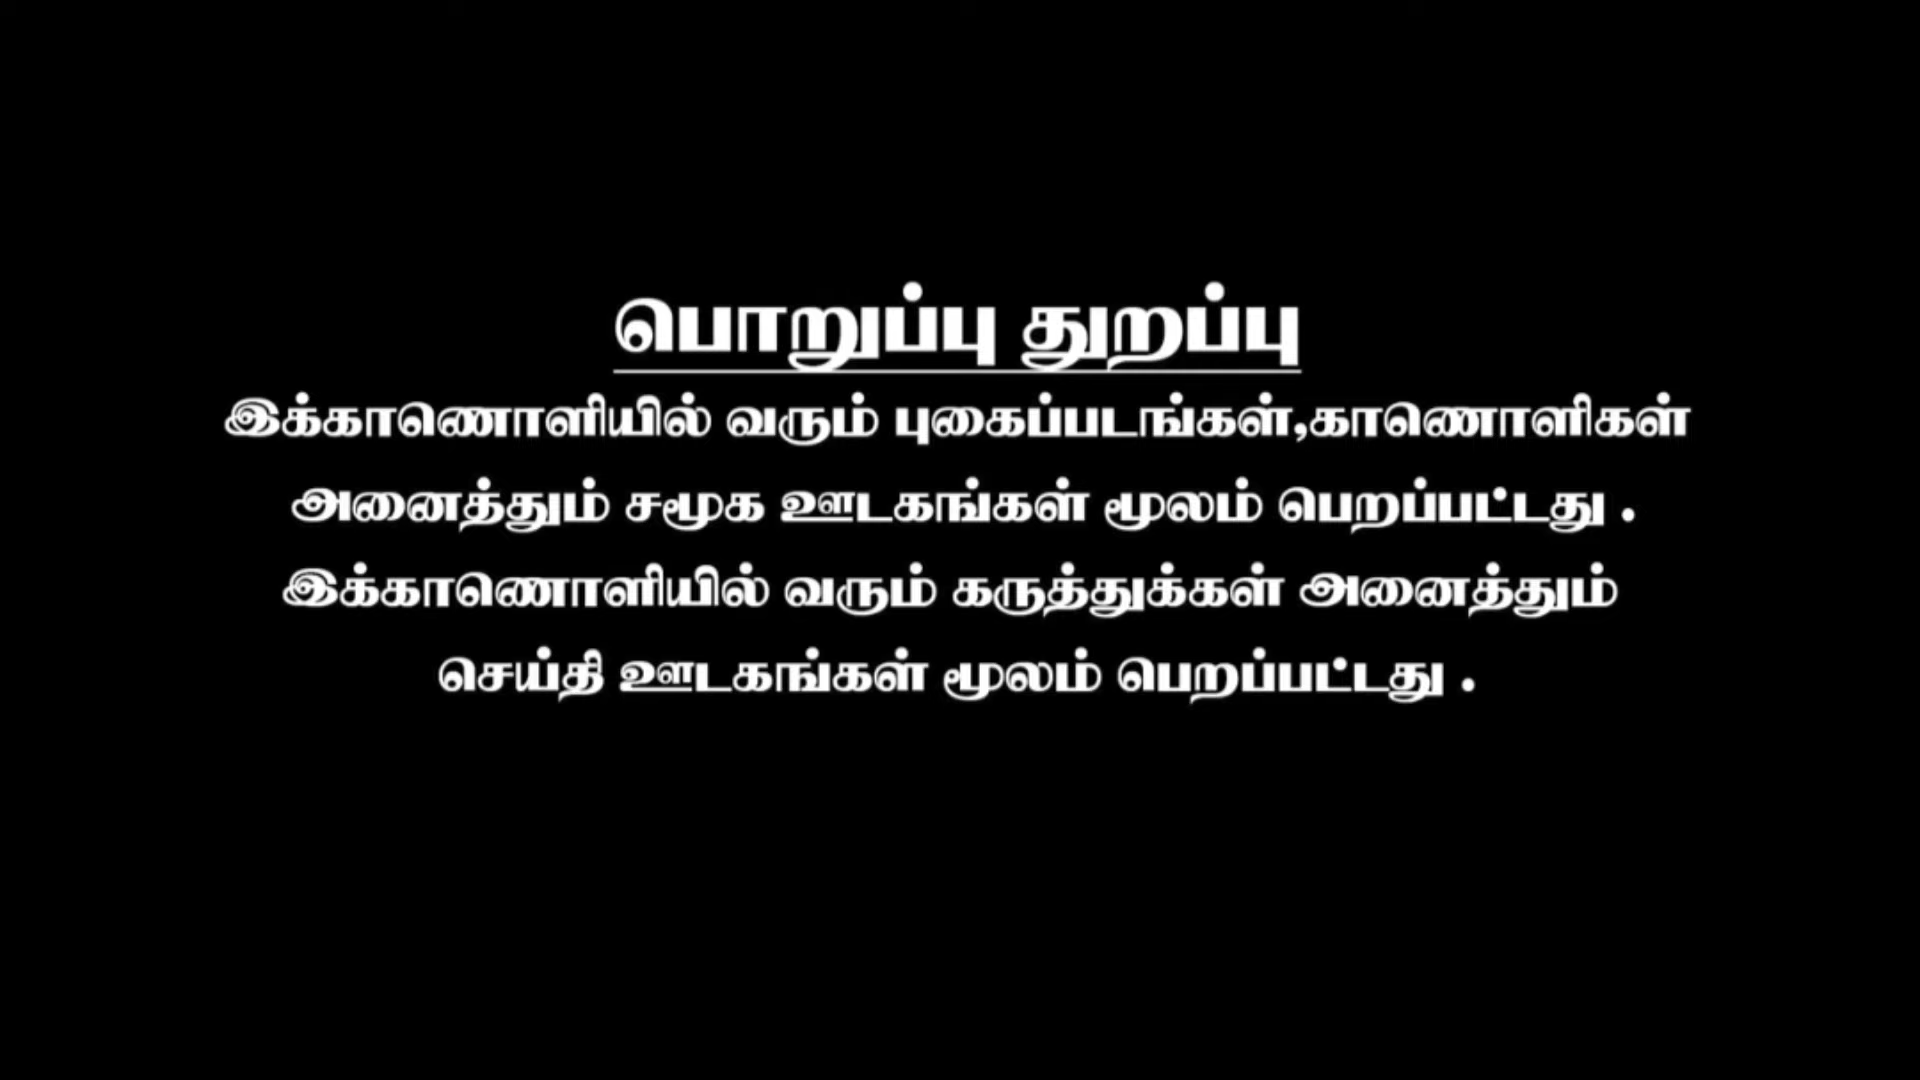 பொறுப்பு துறப்பு
இக்காணொளியில் வரும் புகைப்படங்கள்,காணொளிகள்
அனைத்தும் சமூக ஊடகங்கள் மூலம் பெறப்பட்டது .
இக்காணொளியில் வரும் கருத்துக்கள் அனைத்தும்
செய்தி ஊடகங்கள் மூலம் பெறப்பட்டது .